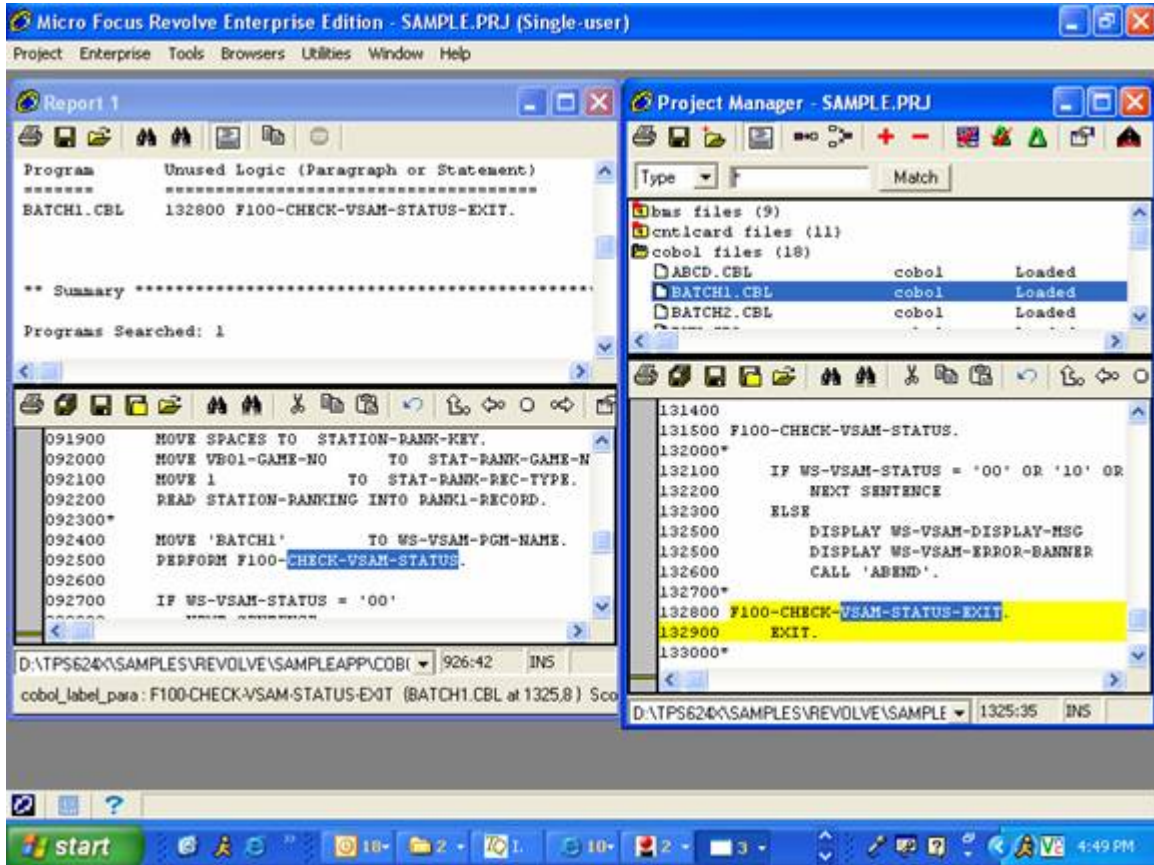 Micro Focus Revolve Enterprise Edition - SAMPLE.PRJ (Single-user)
Project Enterprise Tools Browsers Utilities Window Help
Report 1
Program Unused Logic (Paragraph or Statement)
======= =====================================
BATCH1.CBL 132800 F100-CHECK-VSAM-STATUS-EXIT.
** Summary **********************************************
Programs Searched: 1
091900 MOVE SPACES TO STATION-RANK-KEY.
092000 MOVE VB01-GAME-NO TO STAT-RANK-GAME-N
092100 MOVE 1 TO STAT-RANK-REC-TYPE.
092200 READ STATION-RANKING INTO RANK1-RECORD.
092300*
092400 MOVE 'BATCH1' TO WS-VSAM-PGM-NAME.
092500 PERFORM F100-CHECK-VSAM-STATUS.
092600
092700 IF WS-VSAM-STATUS = '00'
D:\TPS624X\SAMPLES\REVOLVE\SAMPLEAPP\COB( 926:42 INS
cobol_label_para : F100-CHECK-VSAM-STATUS-EXIT (BATCH1.CBL at 1325,8 ) Sco
Project Manager - SAMPLE.PRJ
Type * Match
bms files (9)
cntlcard files (11)
cobol files (18)
ABCD.CBL cobol Loaded
BATCH1.CBL cobol Loaded
BATCH2.CBL cobol Loaded
131400
131500 F100-CHECK-VSAM-STATUS.
132000*
132100 IF WS-VSAM-STATUS = '00' OR '10' OR
132200 NEXT SENTENCE
132300 ELSE
132500 DISPLAY WS-VSAM-DISPLAY-MSG
132500 DISPLAY WS-VSAM-ERROR-BANNER
132600 CALL 'ABEND'.
132700*
132800 F100-CHECK-VSAM-STATUS-EXIT.
132900 EXIT.
133000*
D:\TPS624X\SAMPLES\REVOLVE\SAMPLE 1325:35 INS
start 18 2 1. 10 2 3 4:49 PM